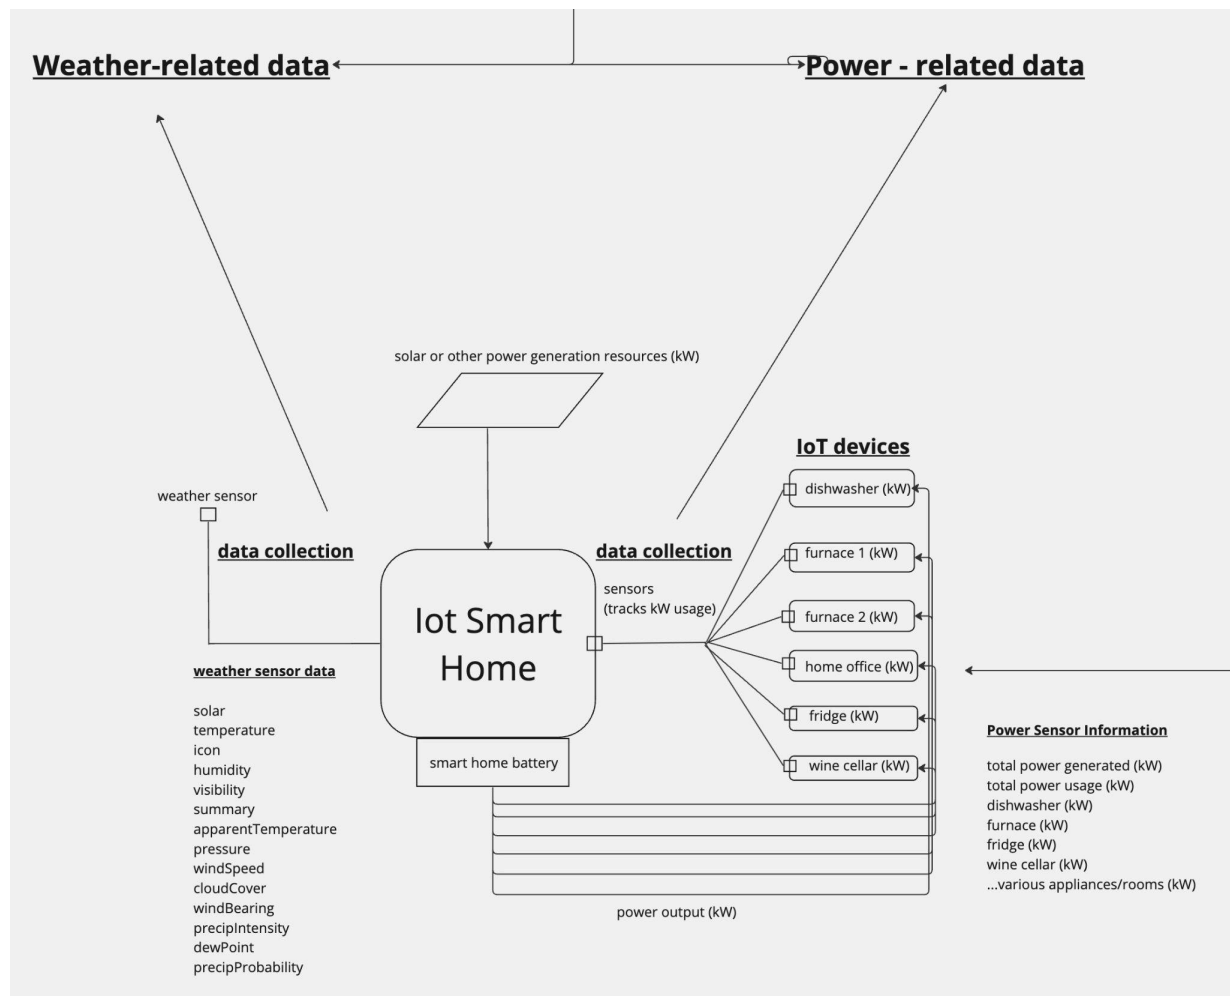 Weather-related data
Power - related data
solar or other power generation resources (kW)
IoT devices
weather sensor
dishwasher (kW)
data collection
data collection
furnace 1 (kW)
sensors
(tracks kW usage)
furnace 2 (kW)
Iot Smart
Home
home office (kW)
fridge (kW)
wine cellar (kW)
smart home battery
power output (kW)
weather sensor data
solar
temperature
icon
humidity
visibility
summary
apparentTemperature
pressure
windSpeed
cloudCover
windBearing
precipIntensity
dewPoint
precipProbability
Power Sensor Information
total power generated (kW)
total power usage (kW)
dishwasher (kW)
furnace (kW)
fridge (kW)
wine cellar (kW)
...various appliances/rooms (kW)